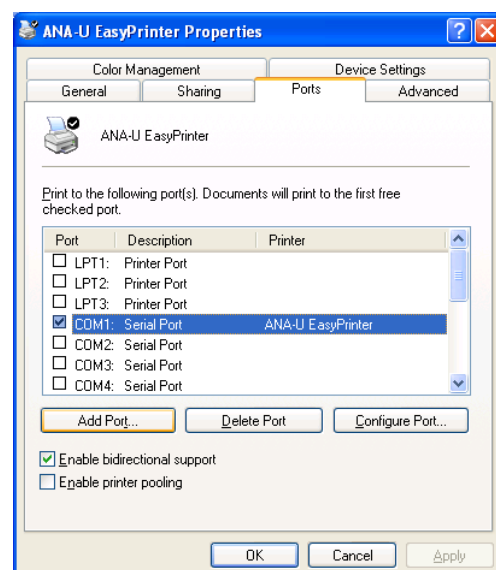 ANA-U EasyPrinter Properties
Color Management Device Settings
General Sharing Ports Advanced
ANA-U EasyPrinter
Print to the following port(s). Documents will print to the first free
checked port.
Port Description Printer
LPT1: Printer Port
LPT2: Printer Port
LPT3: Printer Port
COM1: Serial Port ANA-U EasyPrinter
COM2: Serial Port
COM3: Serial Port
COM4: Serial Port
Add Port... Delete Port Configure Port...
Enable bidirectional support
Enable printer pooling
OK Cancel Apply